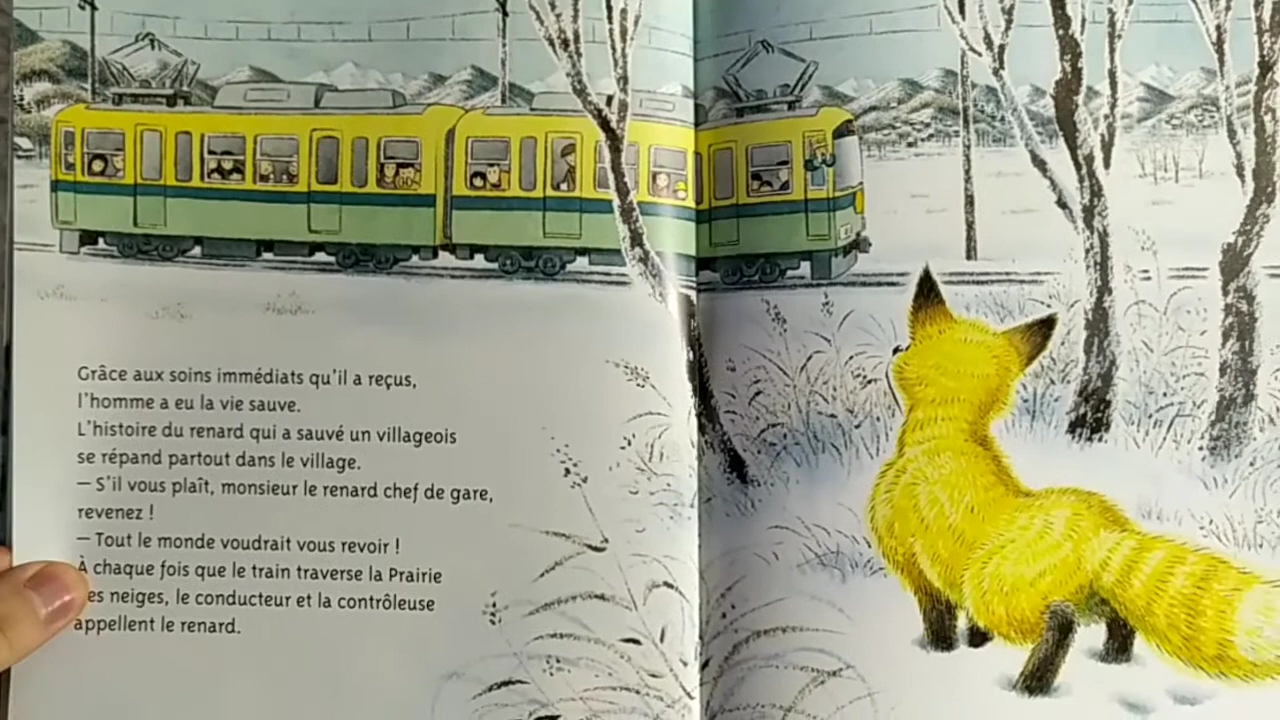 Grâce aux soins immédiats qu'il a reçus,
l'homme a eu la vie sauve.
L'histoire du renard qui a sauvé un villageois
se répand partout dans le village.
— S'il vous plaît, monsieur le renard chef de gare,
revenez !
— Tout le monde voudrait vous revoir !
À chaque fois que le train traverse la Prairie
des neiges, le conducteur et la contrôleuse
appellent le renard.